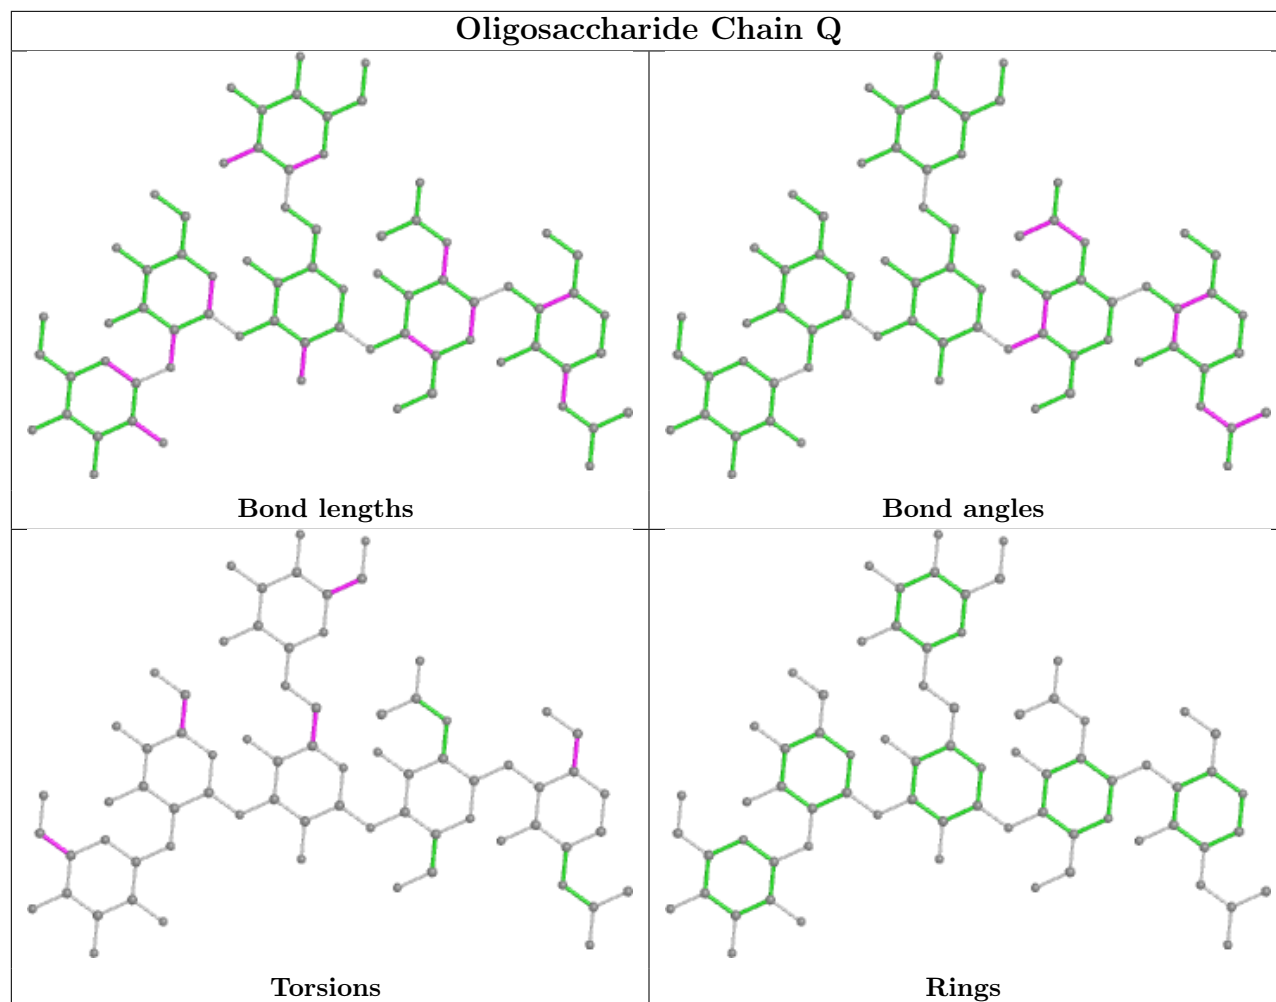 Oligosaccharide Chain Q
Bond lengths
Bond angles
Torsions
Rings